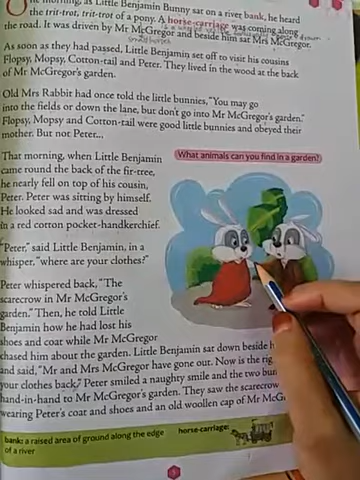 One morning, as Little Benjamin Bunny sat on a river bank, he heard
the trit-trot, trit-trot of a pony. A horse-carriage was coming along
the road. It was driven by Mr McGregor and beside him sat Mrs McGregor.
As soon as they had passed, Little Benjamin set off to visit his cousins
Flopsy, Mopsy, Cotton-tail and Peter. They lived in the wood at the back
of Mr McGregor's garden.
Old Mrs Rabbit had once told the little bunnies, "You may go
into the fields or down the lane, but don't go into Mr McGregor's garden."
Flopsy, Mopsy and Cotton-tail were good little bunnies and obeyed their
mother. But not Peter...
That morning, when Little Benjamin
came round the back of the fir-tree,
he nearly fell on top of his cousin,
Peter. Peter was sitting by himself.
He looked sad and was dressed
in a red cotton pocket-handkerchief.
What animals can you find in a garden?
"Peter," said Little Benjamin, in a
whisper, "where are your clothes?"
Peter whispered back, "The
scarecrow in Mr McGregor's
garden." Then, he told Little
Benjamin how he had lost his
shoes and coat while Mr McGregor
chased him about the garden. Little Benjamin sat down beside
and said, "Mr and Mrs McGregor have gone out. Now is the
your clothes back." Peter smiled a naughty smile and the two
hand-in-hand to Mr McGregor's garden. They saw the scarecrow
wearing Peter's coat and shoes and an old woollen cap of Mr
bank: a raised area of ground along the edge
of a river
horse-carriage: